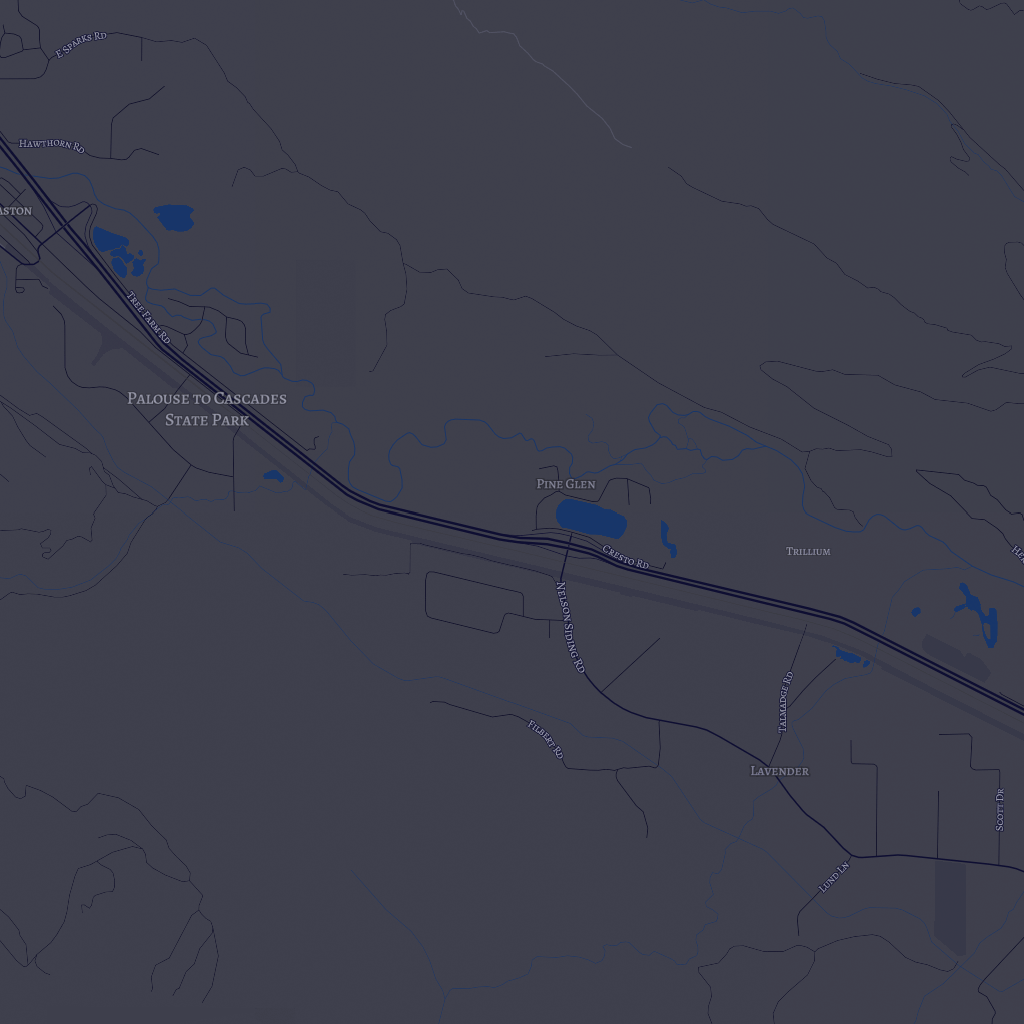 E Sparks Rd
Hawthorn Rd
Tree Farm Rd
Palouse to Cascades
State Park
Pine Glen
Cresto Rd
Trillium
Nelson Siding Rd
Talmadge Rd
Filbert Rd
Lavender
Scott Dr
Lund Ln